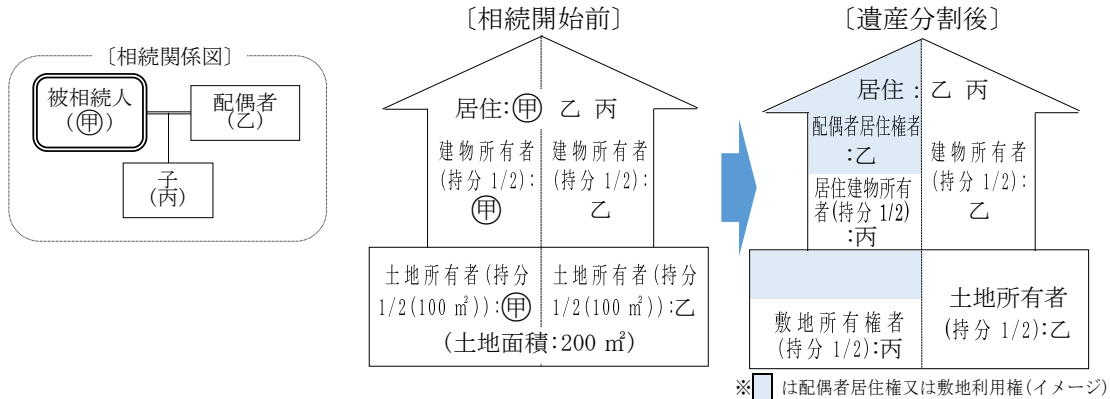 〔相続関係図〕
被相続人
(㊙甲)
配偶者
(乙)
子
(丙)
〔相続開始前〕
居住:甲 乙 丙
建物所有者
(持分 1/2):
甲
建物所有者
(持分 1/2):
乙
土地所有者(持分
1/2(100 ㎡)):甲
土地所有者(持分
1/2(100 ㎡)):乙
(土地面積:200 ㎡)
〔遺産分割後〕
居住:乙 丙
配偶者居住権者
:乙
居住建物所有
者(持分 1/2)
:丙
建物所有者
(持分 1/2):
乙
敷地所有権者
(持分 1/2):丙
土地所有者
(持分 1/2):乙
※ は配偶者居住権又は敷地利用権(イメージ)